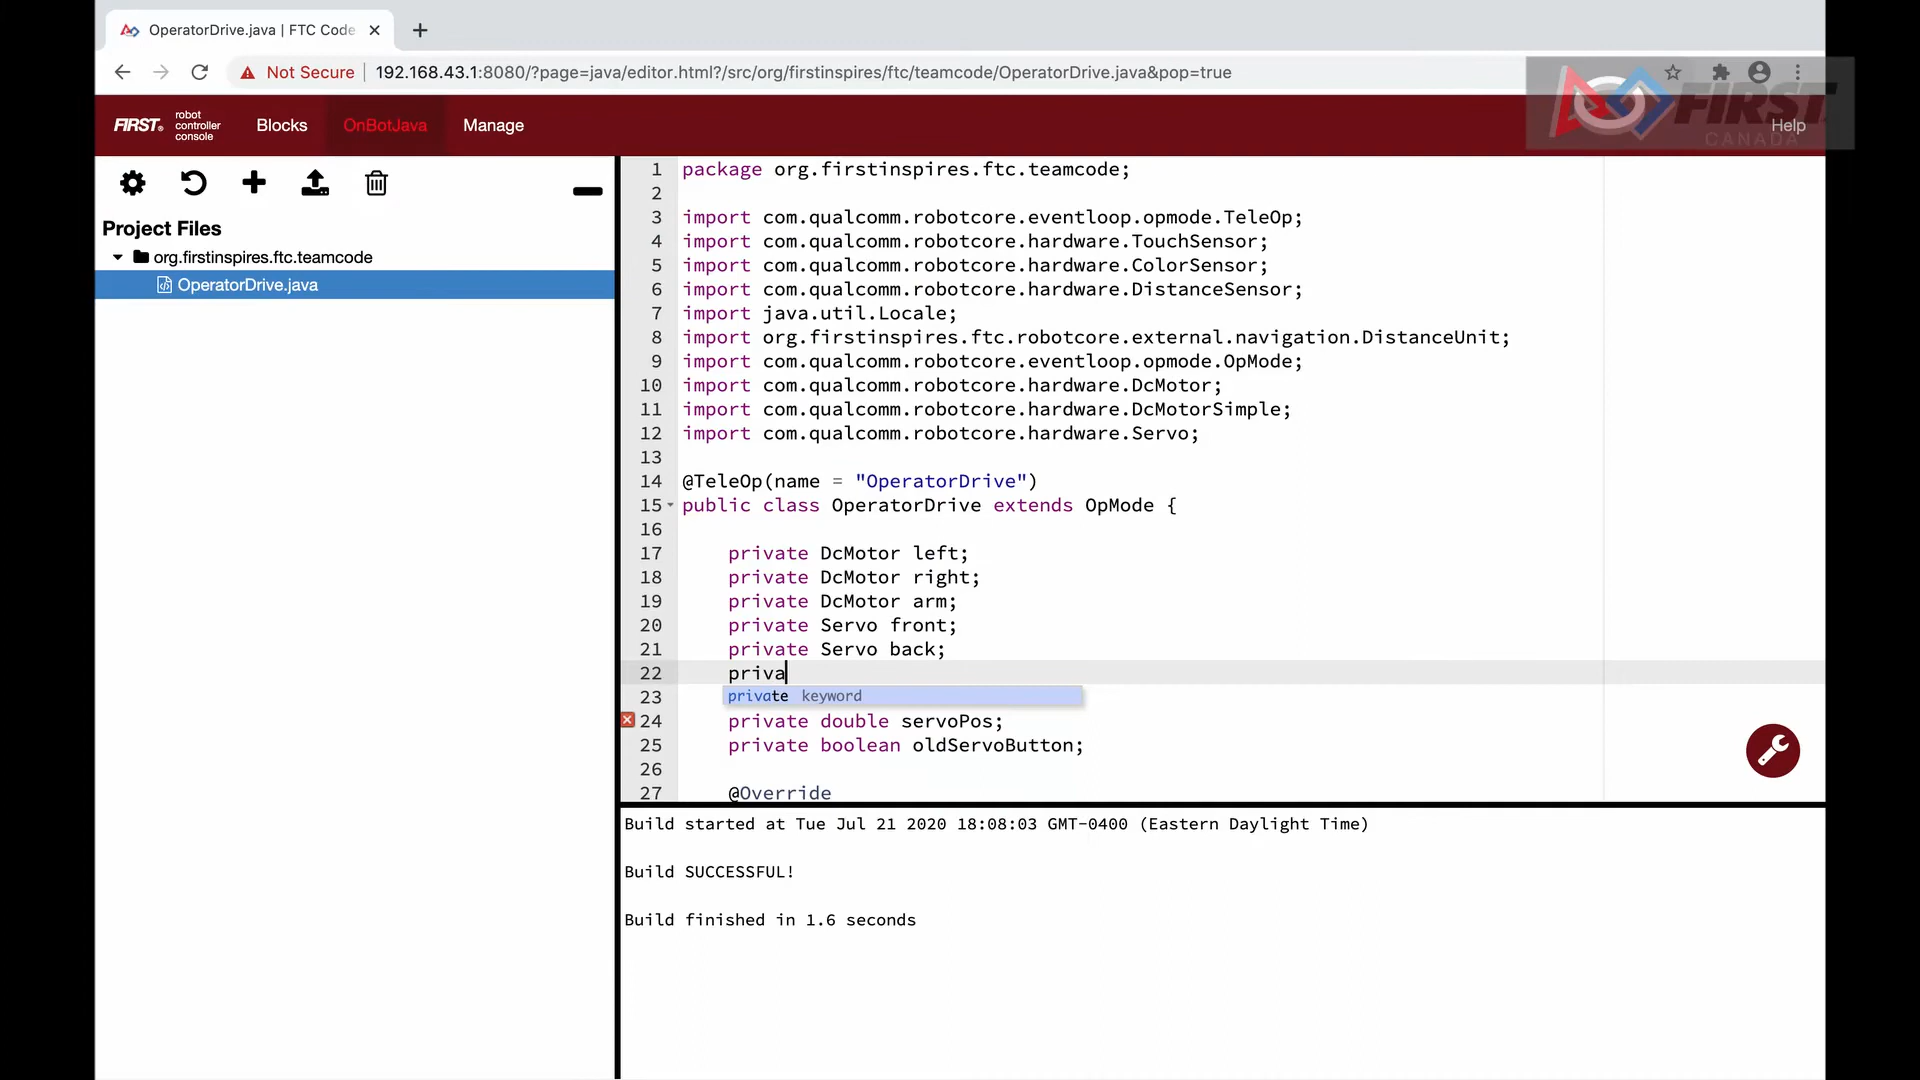 OperatorDrive.java | FTC Code
Not Secure
192.168.43.1:8080/?page=java/editor.html?/src/org/firstinspires/ftc/teamcode/OperatorDrive.java&pop=true
FIRST
CANADA
FIRST®
robot
controller
console
Blocks
OnBotJava
Manage
Help
Project Files
org.firstinspires.ftc.teamcode
OperatorDrive.java
1 package org.firstinspires.ftc.teamcode;
2
3 import com.qualcomm.robotcore.eventloop.opmode.TeleOp;
4 import com.qualcomm.robotcore.hardware.TouchSensor;
5 import com.qualcomm.robotcore.hardware.ColorSensor;
6 import com.qualcomm.robotcore.hardware.DistanceSensor;
7 import java.util.Locale;
8 import org.firstinspires.ftc.robotcore.external.navigation.DistanceUnit;
9 import com.qualcomm.robotcore.eventloop.opmode.OpMode;
10 import com.qualcomm.robotcore.hardware.DcMotor;
11 import com.qualcomm.robotcore.hardware.DcMotorSimple;
12 import com.qualcomm.robotcore.hardware.Servo;
13
14 @TeleOp(name = "OperatorDrive")
15 public class OperatorDrive extends OpMode {
16
17 private DcMotor left;
18 private DcMotor right;
19 private DcMotor arm;
20 private Servo front;
21 private Servo back;
22 priva
23 private keyword
24 private double servoPos;
25 private boolean oldServoButton;
26
27 @Override
Build started at Tue Jul 21 2020 18:08:03 GMT-0400 (Eastern Daylight Time)
Build SUCCESSFUL!
Build finished in 1.6 seconds